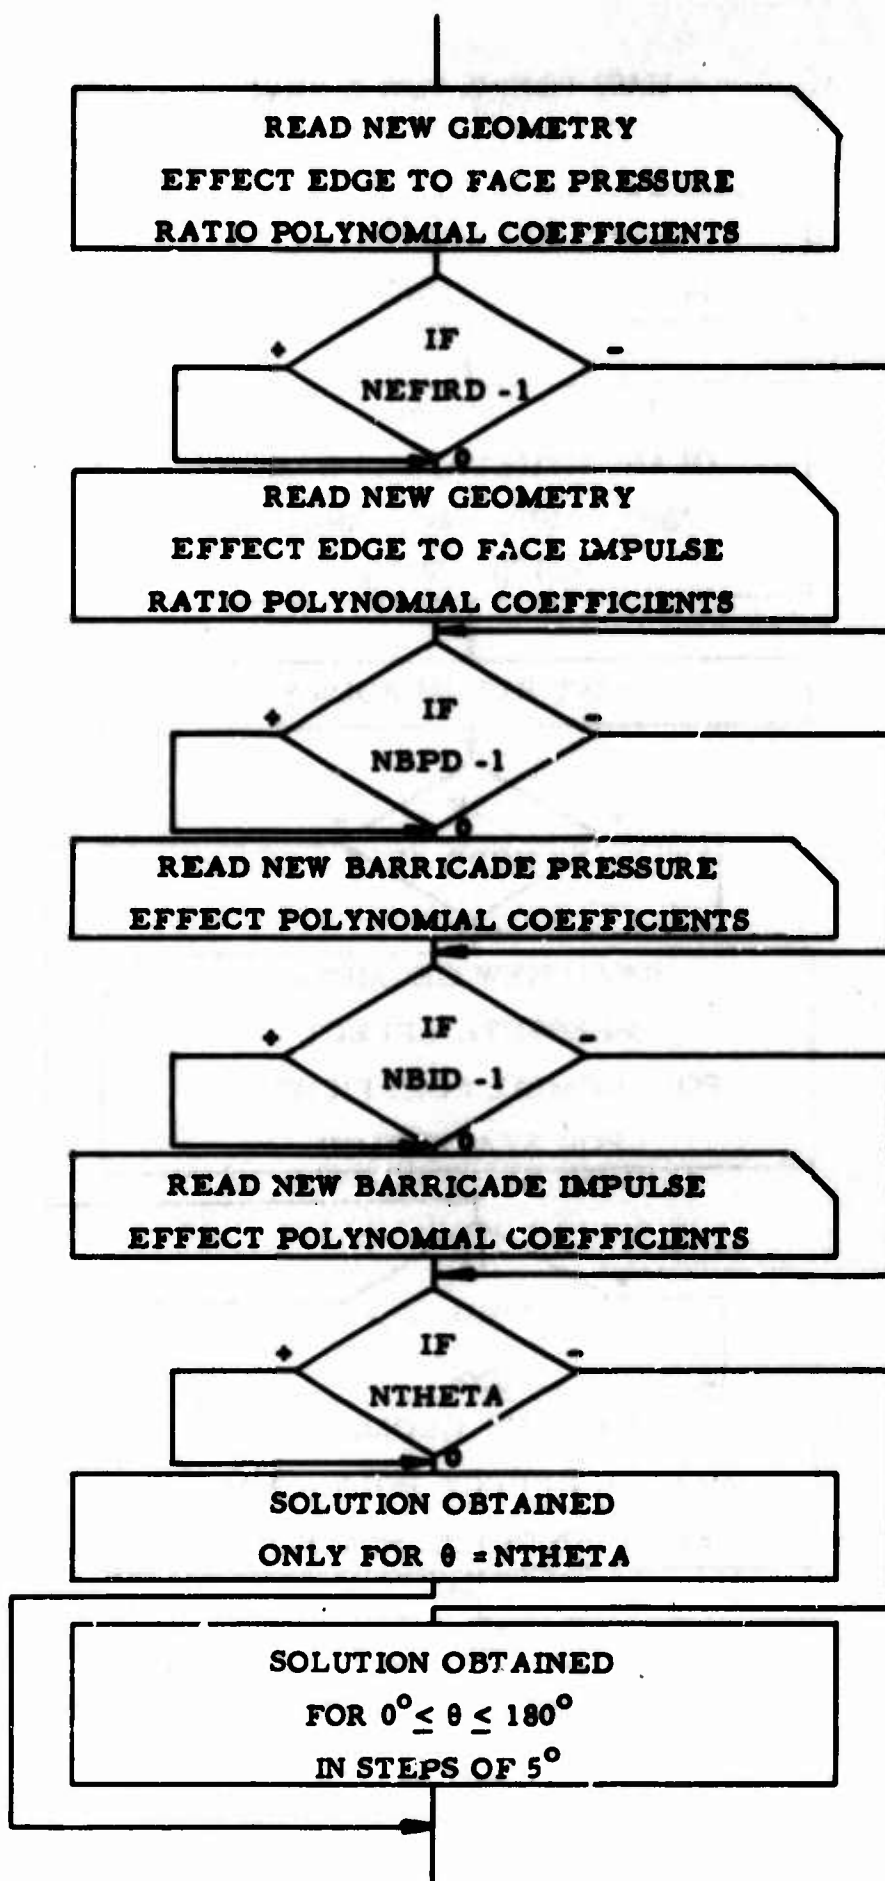 READ NEW GEOMETRY
EFFECT EDGE TO FACE PRESSURE
RATIO POLYNOMIAL COEFFICIENTS
+
IF
-
NEFIRD -1
0
READ NEW GEOMETRY
EFFECT EDGE TO FACE IMPULSE
RATIO POLYNOMIAL COEFFICIENTS
+
IF
-
NBPD -1
0
READ NEW BARRICADE PRESSURE
EFFECT POLYNOMIAL COEFFICIENTS
+
IF
-
NBID -1
0
READ NEW BARRICADE IMPULSE
EFFECT POLYNOMIAL COEFFICIENTS
+
IF
-
NTHETA
0
SOLUTION OBTAINED
ONLY FOR θ = NTHETA
SOLUTION OBTAINED
FOR 0° ≤ θ ≤ 180°
IN STEPS OF 5°